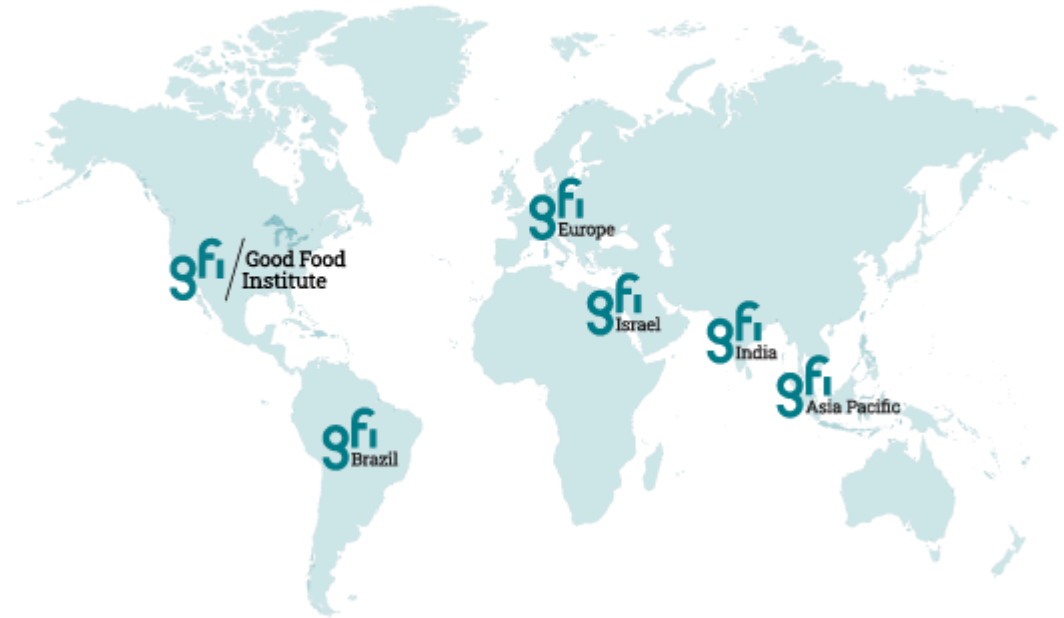 gfi
Europe
gfi / Good Food
Institute
gfi
Israel
gfi
India
gfi
Asia Pacific
gfi
Brazil